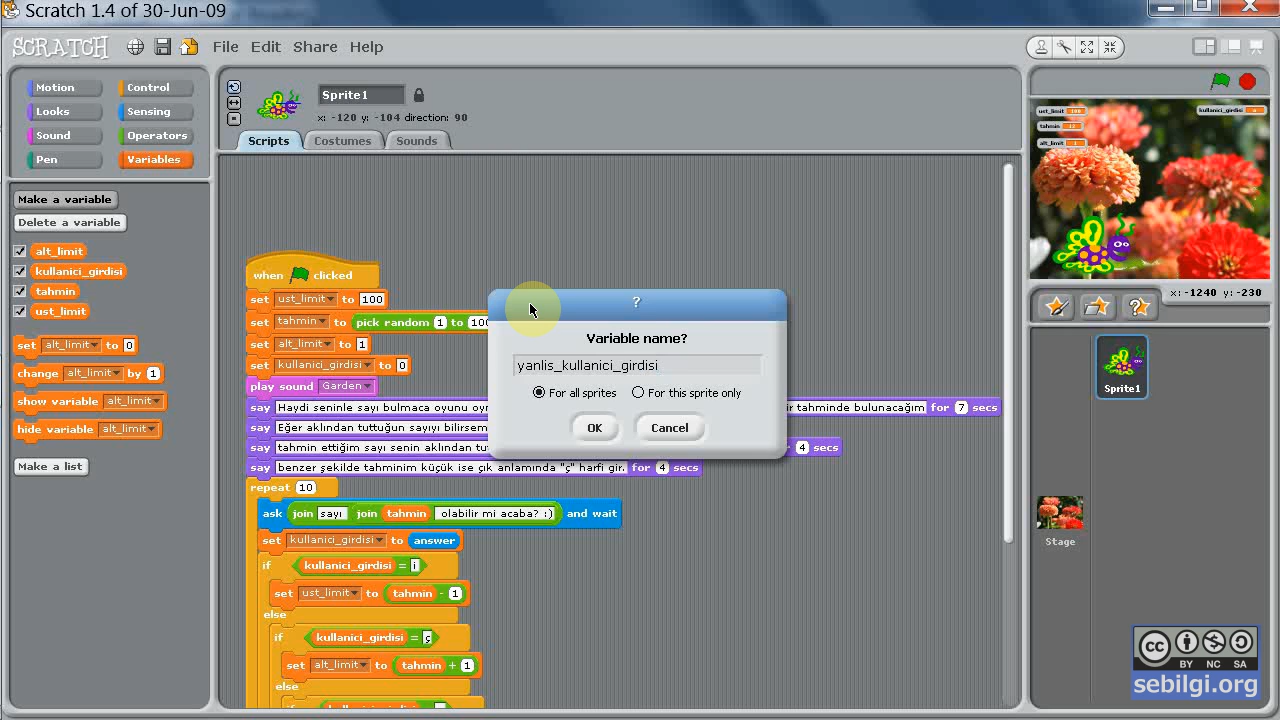 Scratch 1.4 of 30-Jun-09
SCRATCH File Edit Share Help
Motion Control
Looks Sensing
Sound Operators
Pen Variables
Make a variable
Delete a variable
alt_limit
kullanici_girdisi
tahmin
ust_limit
set alt_limit to 0
change alt_limit by 1
show variable alt_limit
hide variable alt_limit
Make a list
Sprite1
direction: 90
Scripts Costumes Sounds
when clicked
set ust_limit to 100
set tahmin to pick random 1 to 100
set alt_limit to 1
set kullanici_girdisi to 0
play sound Garden
say Haydi seninle sayı bulmaca oyunu
tahminde bulunacağım for 7 secs
say Eğer aklından tuttuğun sayıyı
say tahmin ettiğim sayı senin aklından
4 secs
say benzer şekilde tahminim küçük ise çık anlamında "ç" harfi gir. for 4 secs
repeat 10
ask join sayı join tahmin olabilir mi acaba? :) and wait
set kullanici_girdisi to answer
if kullanici_girdisi = i
set ust_limit to tahmin - 1
else
if kullanici_girdisi = ç
set alt_limit to tahmin + 1
else
?
Variable name?
yanlis_kullanici_girdisi
For all sprites For this sprite only
OK Cancel
ust_limit
tahmin
alt_limit
kullanici_girdisi
x: -1240 y: -230
Sprite1
Stage
cc BY NC SA
sebilgi.org